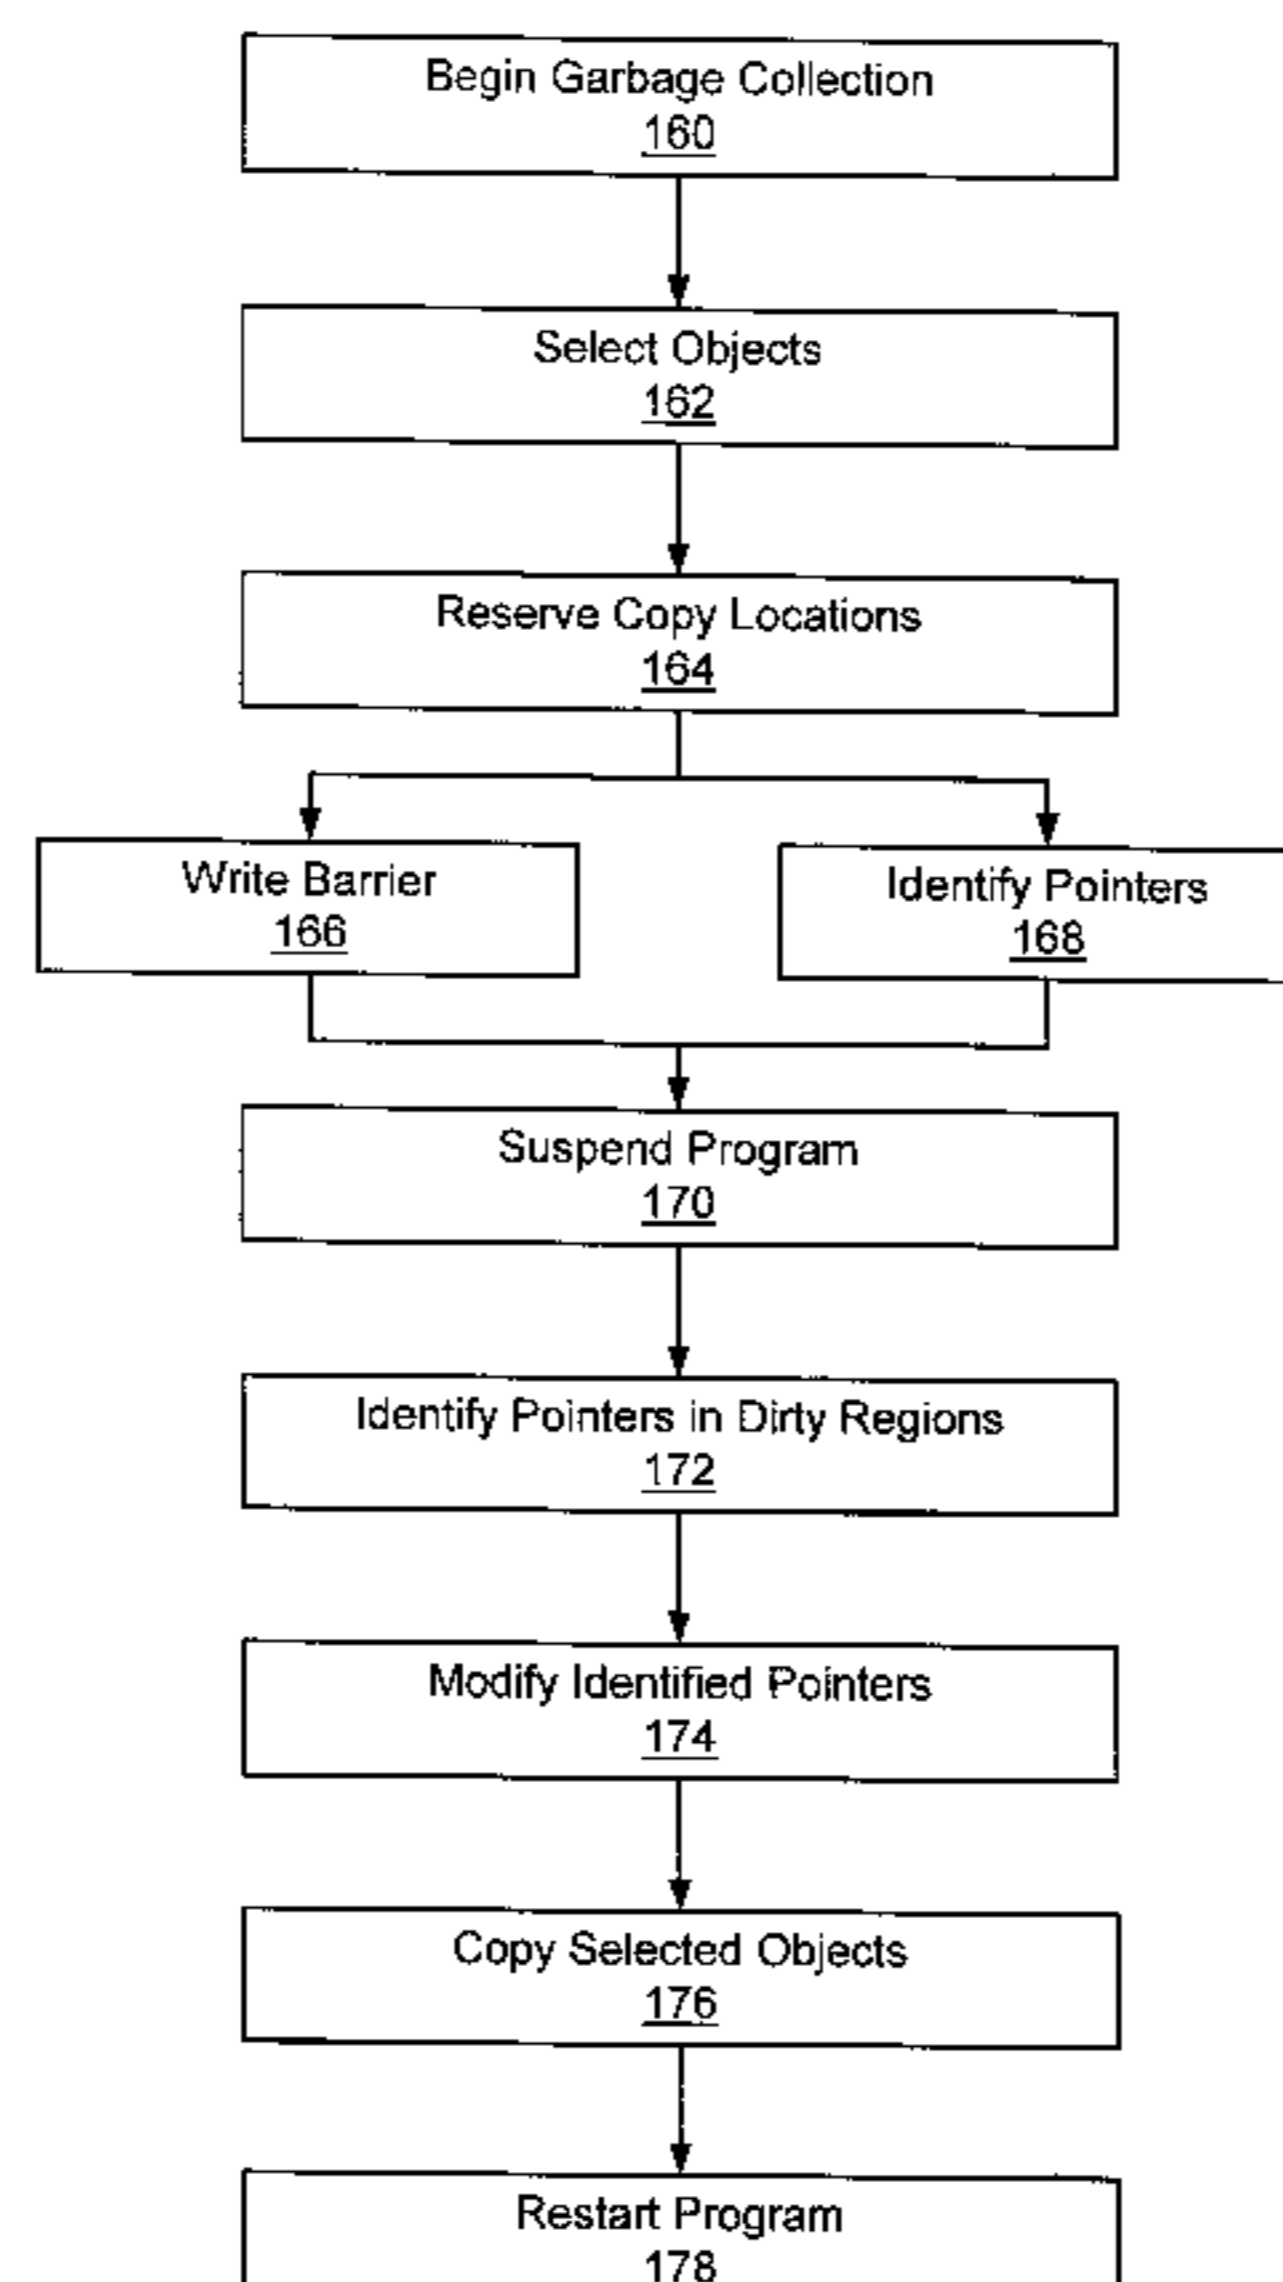 Begin Garbage Collection
160
Select Objects
162
Reserve Copy Locations
164
Write Barrier
166
Identify Pointers
168
Suspend Program
170
Identify Pointers in Dirty Regions
172
Modify Identified Pointers
174
Copy Selected Objects
176
Restart Program
178